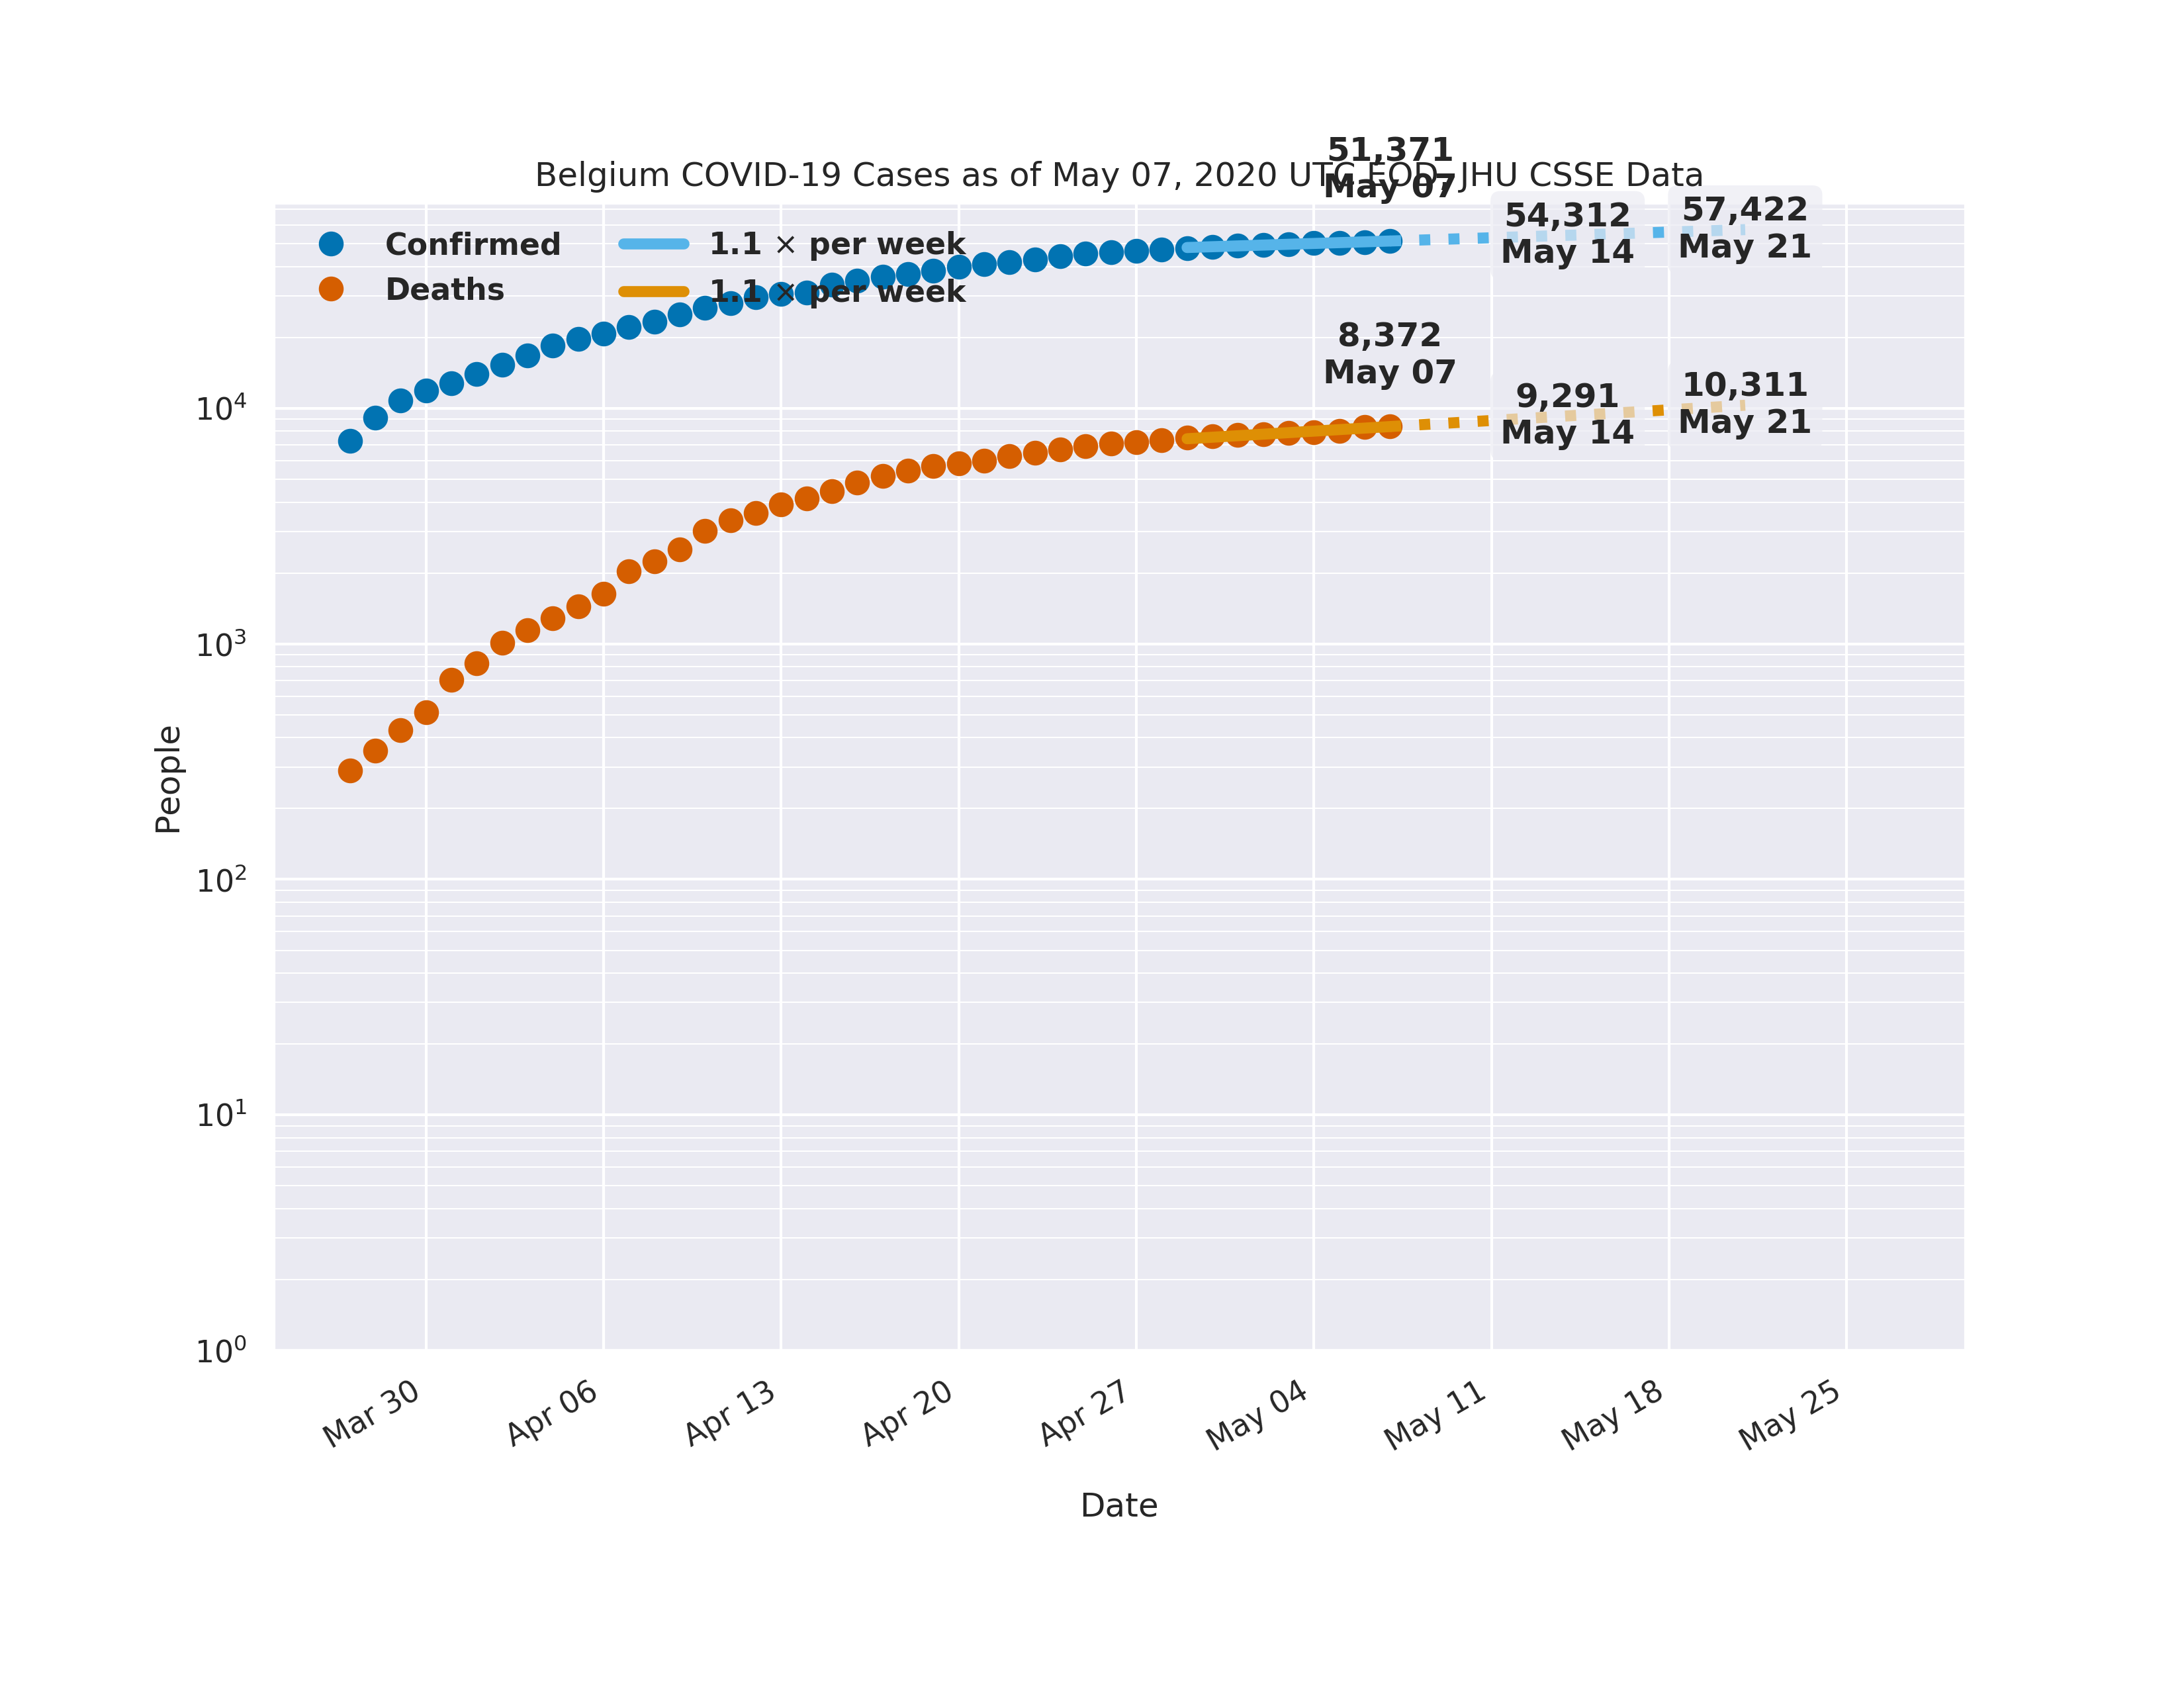 51,371
May 07
Belgium COVID-19 Cases as of May 07, 2020 UTC EOD, JHU CSSE Data
54,312
May 14
57,422
May 21
Confirmed
Deaths
1.1 × per week
1.1 × per week
8,372
May 07
9,291
May 14
10,311
May 21
People
10⁴
10³
10²
10¹
10⁰
Mar 30
Apr 06
Apr 13
Apr 20
Apr 27
May 04
May 11
May 18
May 25
Date